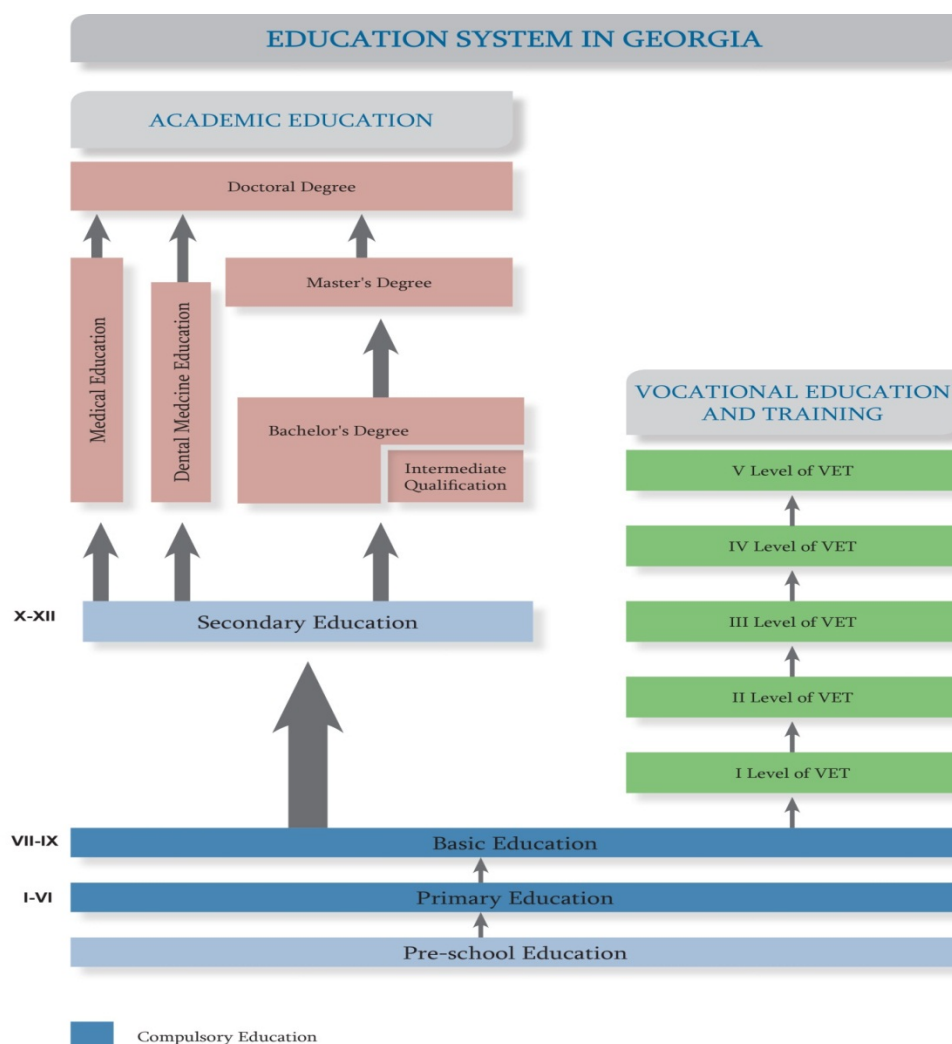 EDUCATION SYSTEM IN GEORGIA
ACADEMIC EDUCATION
Doctoral Degree
Master's Degree
Medical Education
Dental Medcine Education
Bachelor's Degree
Intermediate
Qualification
VOCATIONAL EDUCATION
AND TRAINING
V Level of VET
IV Level of VET
X-XII
Secondary Education
III Level of VET
II Level of VET
I Level of VET
VII-IX
Basic Education
I-VI
Primary Education
Pre-school Education
Compulsory Education